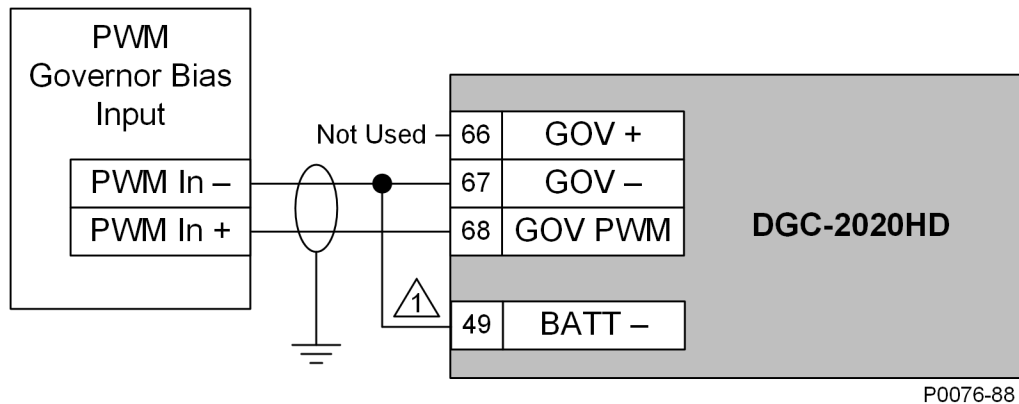 PWM
Governor Bias
Input
PWM In –
PWM In +
Not Used
66 GOV +
67 GOV –
68 GOV PWM
1
49 BATT –
DGC-2020HD
P0076-88